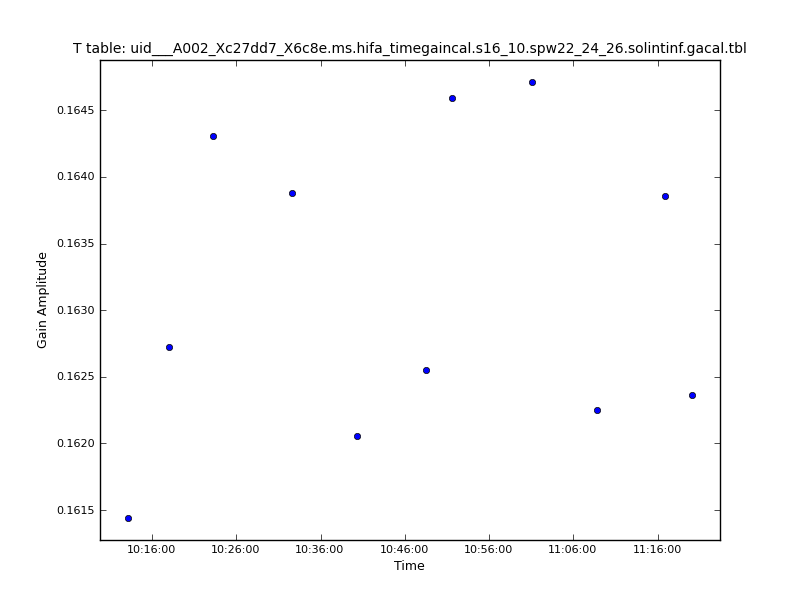 T table: uid___A002_Xc27dd7_X6c8e.ms.hifa_timegaincal.s16_10.spw22_24_26.solintinf.gacal.tbl
0.1645
0.1640
0.1635
0.1630
0.1625
0.1620
0.1615
Gain Amplitude
10:16:00 10:26:00 10:36:00 10:46:00 10:56:00 11:06:00 11:16:00
Time